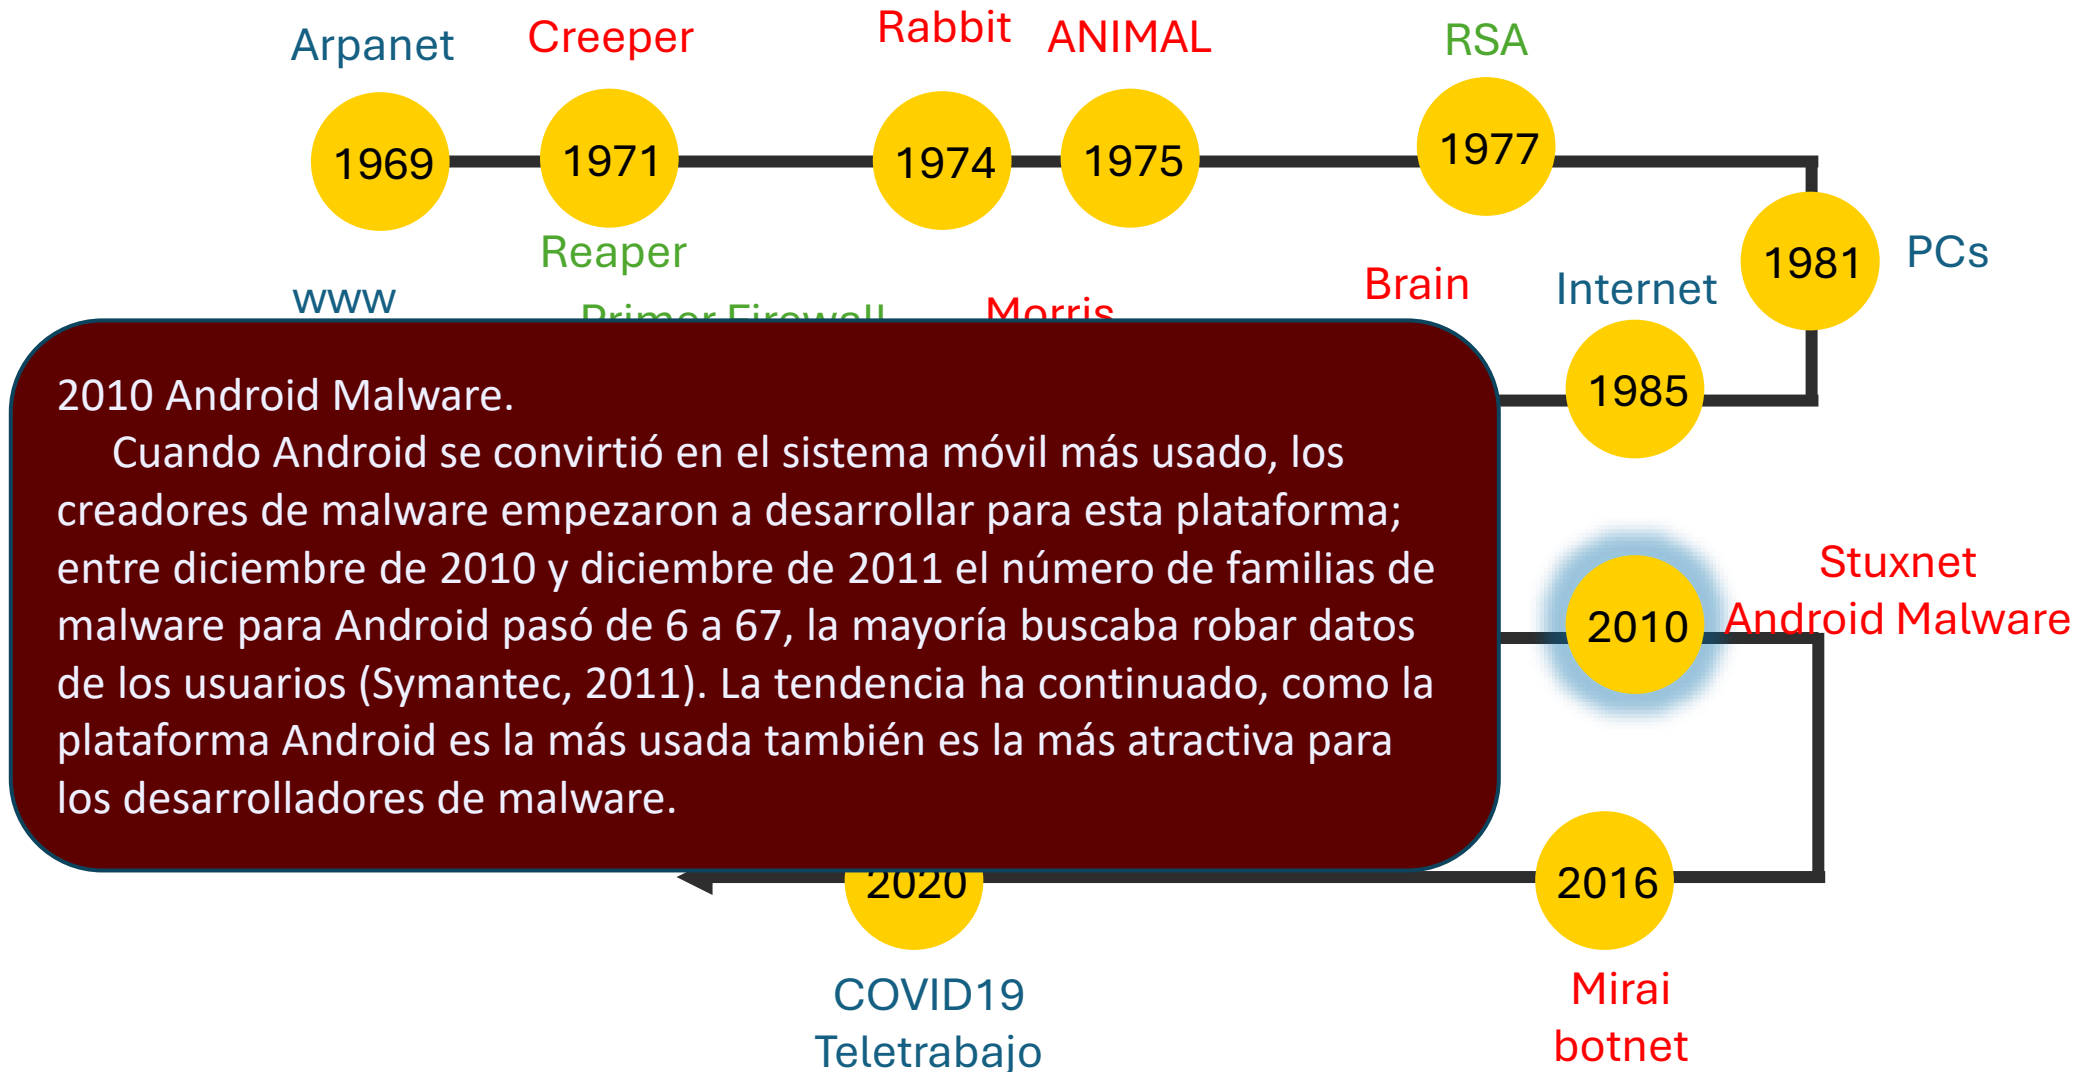 Arpanet
Creeper
Rabbit
ANIMAL
RSA
1969
1971
1974
1975
1977
Reaper
1981
PCs
www
Primer Firewall
Morris
Brain
Internet
1985
2010 Android Malware.
Cuando Android se convirtió en el sistema móvil más usado, los
creadores de malware empezaron a desarrollar para esta plataforma;
entre diciembre de 2010 y diciembre de 2011 el número de familias de
malware para Android pasó de 6 a 67, la mayoría buscaba robar datos
de los usuarios (Symantec, 2011). La tendencia ha continuado, como la
plataforma Android es la más usada también es la más atractiva para
los desarrolladores de malware.
2010
Stuxnet
Android Malware
2020
2016
COVID19
Teletrabajo
Mirai
botnet